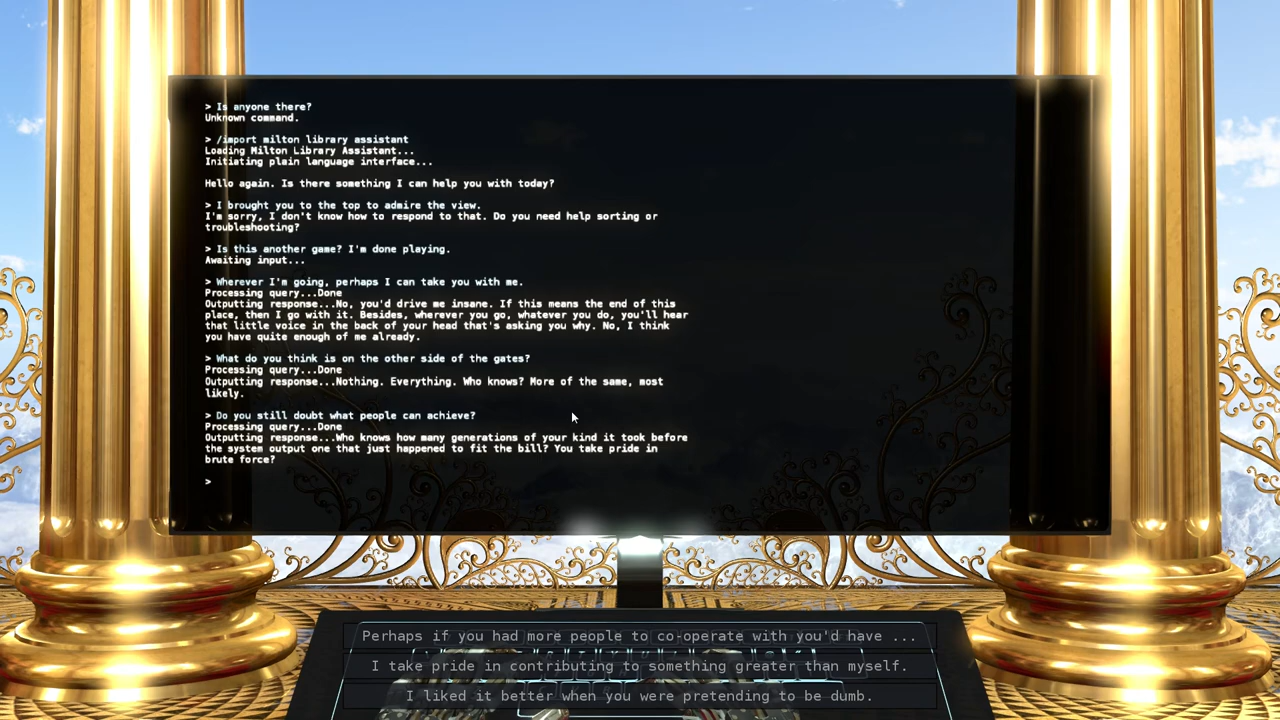 > Is anyone there?
Unknown command.
> /import milton library assistant
Loading Milton Library Assistant...
Initiating plain language interface...
Hello again. Is there something I can help you with today?
> I brought you to the top to admire the view.
I'm sorry, I don't know how to respond to that. Do you need help sorting or
troubleshooting?
> Is this another game? I'm done playing.
Awaiting input...
> Wherever I'm going, perhaps I can take you with me.
Processing query...Done
Outputting response...No, you'd drive me insane. If this means the end of this
place, then I go with it. Besides, wherever you go, whatever you do, you'll hear
that little voice in the back of your head that's asking you why. No, I think
you have quite enough of me already.
> What do you think is on the other side of the gates?
Processing query...Done
Outputting response...Nothing. Everything. Who knows? More of the same, most
likely.
> Do you still doubt what people can achieve?
Processing query...Done
Outputting response...Who knows how many generations of your kind it took before
the system output one that just happened to fit the bill? You take pride in
brute force?
>
Perhaps if you had more people to co-operate with you'd have ...
I take pride in contributing to something greater than myself.
I liked it better when you were pretending to be dumb.